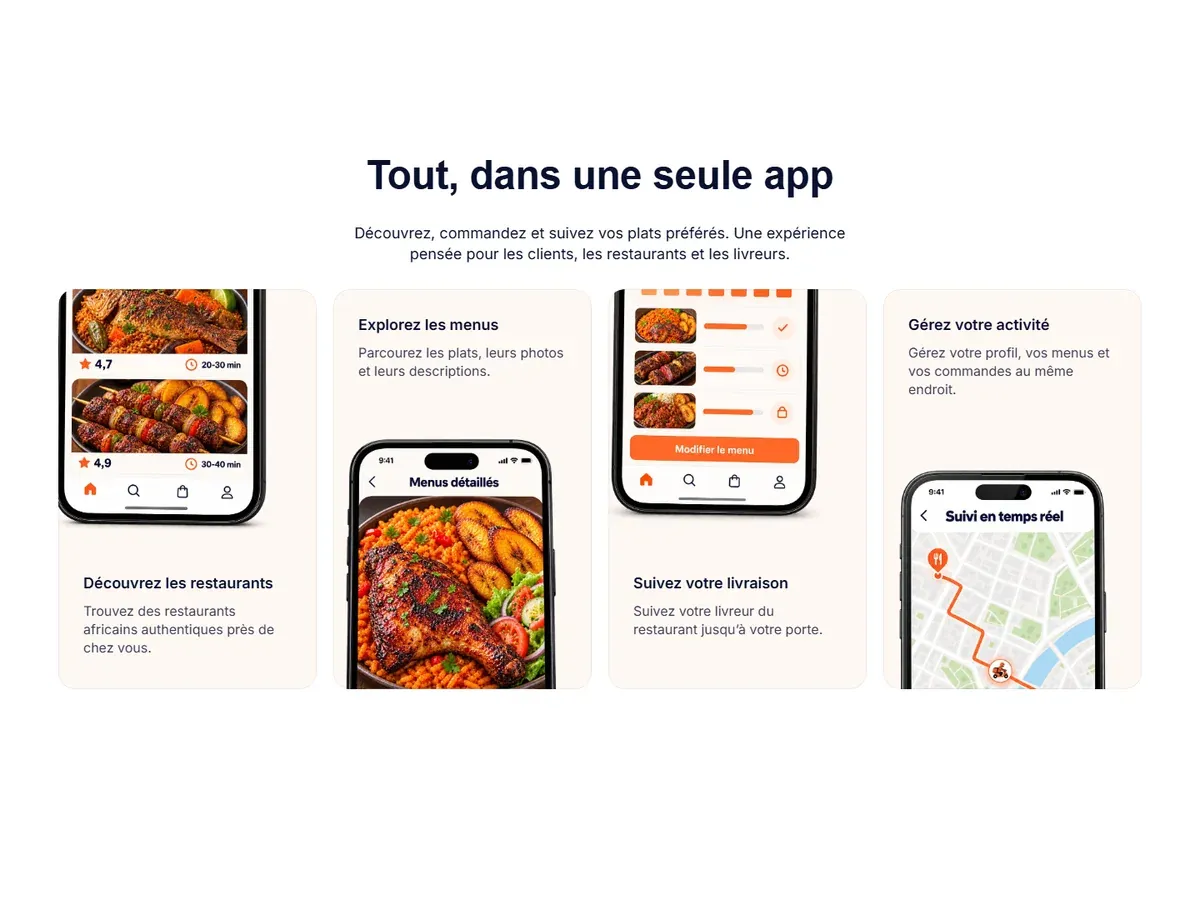 Tout, dans une seule app
Découvrez, commandez et suivez vos plats préférés. Une expérience
pensée pour les clients, les restaurants et les livreurs.
4,7
20-30 min
4,9
30-40 min
Découvrez les restaurants
Trouvez des restaurants
africains authentiques près de
chez vous.
Explorez les menus
Parcourez les plats, leurs photos
et leurs descriptions.
9:41
Menus détaillés
Modifier le menu
Suivez votre livraison
Suivez votre livreur du
restaurant jusqu’à votre porte.
Gérez votre activité
Gérez votre profil, vos menus et
vos commandes au même
endroit.
9:41
Suivi en temps réel